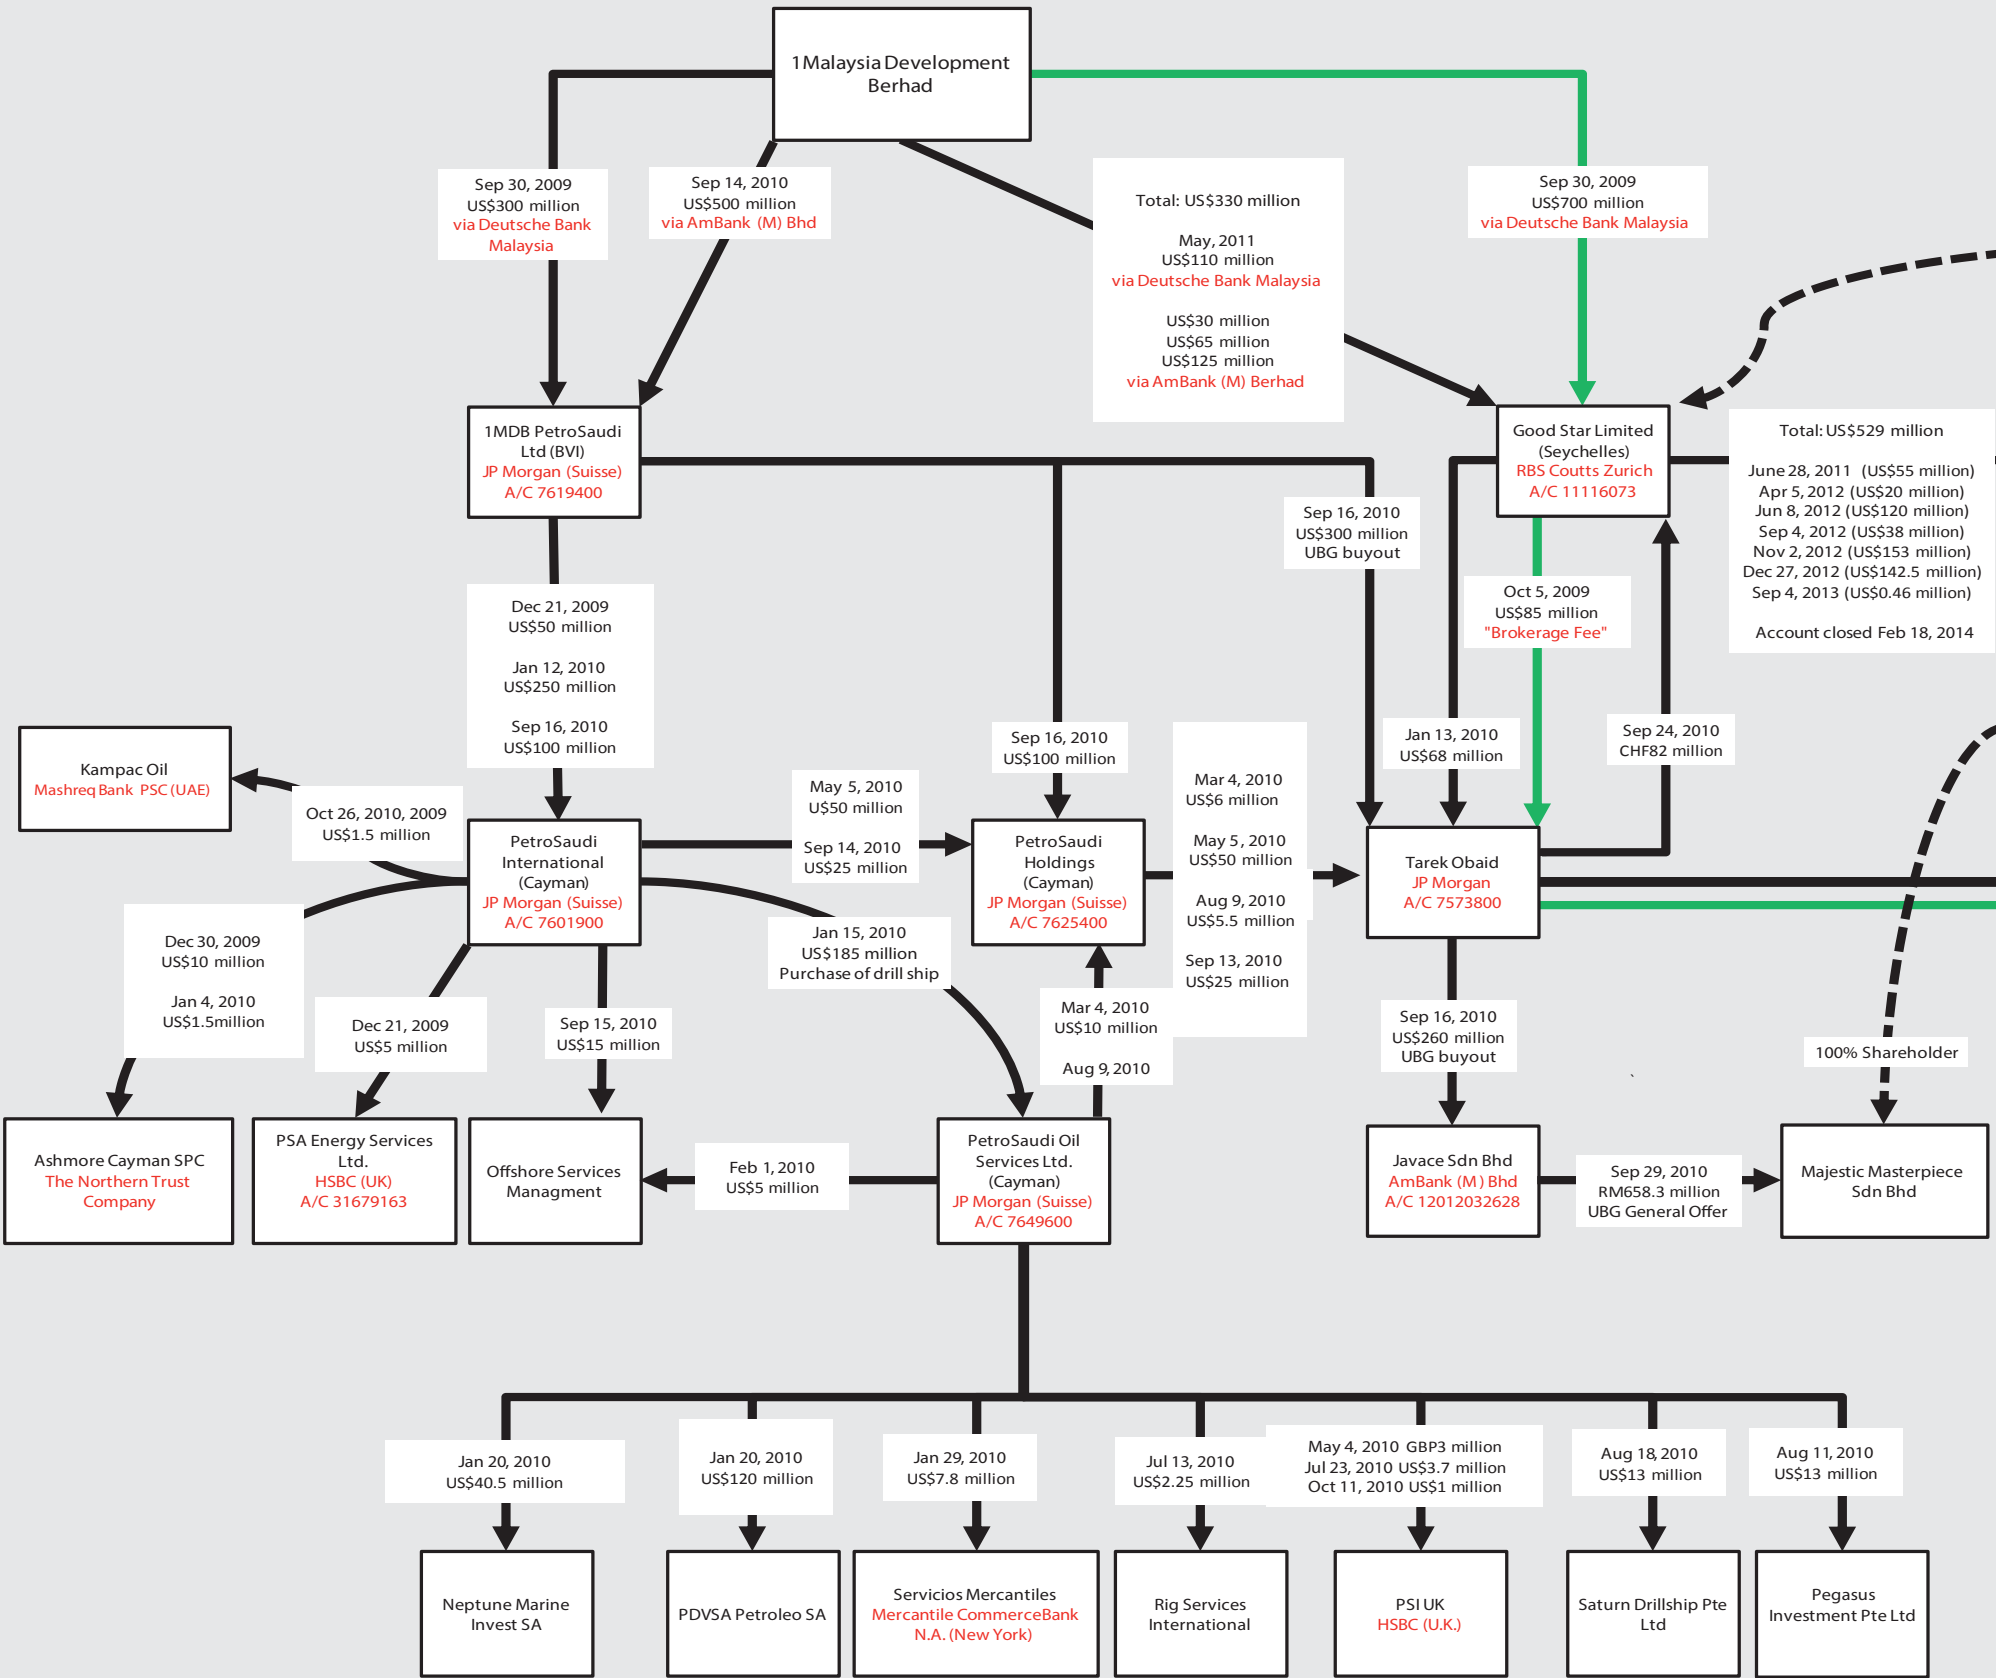 1Malaysia Development
Berhad
Sep 30, 2009
US$300 million
via Deutsche Bank
Malaysia
Sep 14, 2010
US$500 million
via AmBank (M) Bhd
Total: US$330 million
May, 2011
US$110 million
via Deutsche Bank Malaysia
US$30 million
US$65 million
US$125 million
via AmBank (M) Berhad
Sep 30, 2009
US$700 million
via Deutsche Bank Malaysia
1MDB PetroSaudi
Ltd (BVI)
JP Morgan (Suisse)
A/C 7619400
Good Star Limited
(Seychelles)
RBS Coutts Zurich
A/C 11116073
Total: US$529 million
June 28, 2011 (US$55 million)
Apr 5, 2012 (US$20 million)
Jun 8, 2012 (US$120 million)
Sep 4, 2012 (US$38 million)
Nov 2, 2012 (US$153 million)
Dec 27, 2012 (US$142.5 million)
Sep 4, 2013 (US$0.46 million)
Account closed Feb 18, 2014
Sep 16, 2010
US$300 million
UBG buyout
Oct 5, 2009
US$85 million
"Brokerage Fee"
Dec 21, 2009
US$50 million
Jan 12, 2010
US$250 million
Sep 16, 2010
US$100 million
Sep 16, 2010
US$100 million
Jan 13, 2010
US$68 million
Sep 24, 2010
CHF82 million
Kampac Oil
Mashreq Bank PSC (UAE)
Oct 26, 2010, 2009
US$1.5 million
May 5, 2010
U$50 million
Sep 14, 2010
US$25 million
Mar 4, 2010
US$6 million
May 5, 2010
US$50 million
Aug 9, 2010
US$5.5 million
Sep 13, 2010
US$25 million
PetroSaudi
International
(Cayman)
JP Morgan (Suisse)
A/C 7601900
PetroSaudi
Holdings
(Cayman)
JP Morgan (Suisse)
A/C 7625400
Tarek Obaid
JP Morgan
A/C 7573800
Dec 30, 2009
US$10 million
Jan 4, 2010
US$1.5million
Dec 21, 2009
US$5 million
Sep 15, 2010
US$15 million
Jan 15, 2010
US$185 million
Purchase of drill ship
Mar 4, 2010
US$10 million
Aug 9, 2010
Sep 16, 2010
US$260 million
UBG buyout
100% Shareholder
Ashmore Cayman SPC
The Northern Trust
Company
PSA Energy Services
Ltd.
HSBC (UK)
A/C 31679163
Offshore Services
Managment
Feb 1, 2010
US$5 million
PetroSaudi Oil
Services Ltd.
(Cayman)
JP Morgan (Suisse)
A/C 7649600
Javace Sdn Bhd
AmBank (M ) Bhd
A/C 12012032628
Sep 29, 2010
RM658.3 million
UBG General Offer
Majestic Masterpiece
Sdn Bhd
Jan 20, 2010
US$40.5 million
Jan 20, 2010
US$120 million
Jan 29, 2010
US$7.8 million
Jul 13, 2010
US$2.25 million
May 4, 2010 GBP3 million
Jul 23, 2010 US$3.7 million
Oct 11, 2010 US$1 million
Aug 18, 2010
US$13 million
Aug 11, 2010
US$13 million
Neptune Marine
Invest SA
PDVSA Petroleo SA
Servicios Mercantiles
Mercantile CommerceBank
N.A. (New York)
Rig Services
International
PSI UK
HSBC (U.K.)
Saturn Drillship Pte
Ltd
Pegasus
Investment Pte Ltd